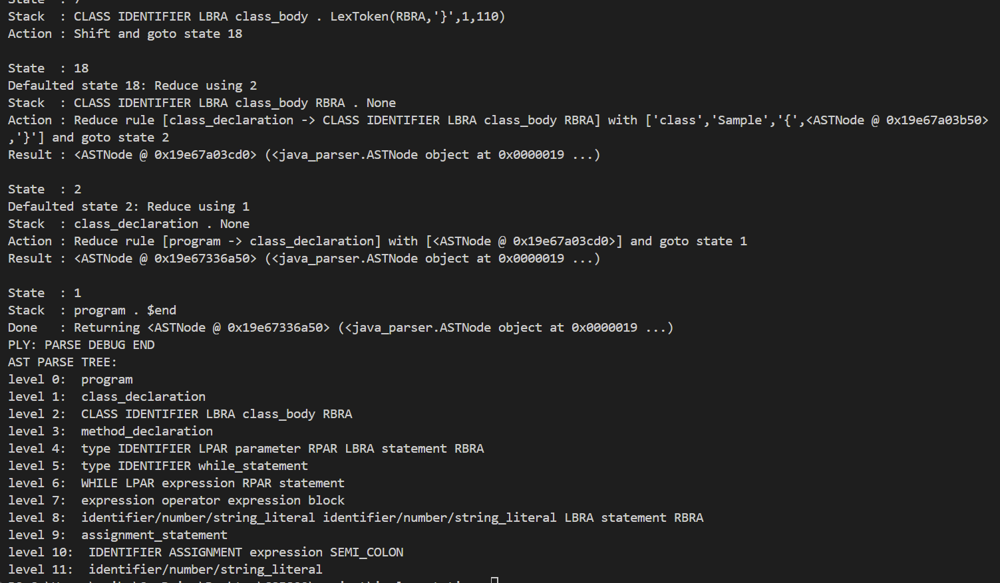 State  : 7
Stack  : CLASS IDENTIFIER LBRA class_body . LexToken(RBRA,'}',1,110)
Action : Shift and goto state 18
State  : 18
Defaulted state 18: Reduce using 2
Stack  : CLASS IDENTIFIER LBRA class_body RBRA . None
Action : Reduce rule [class_declaration -> CLASS IDENTIFIER LBRA class_body RBRA] with ['class','Sample','{',<ASTNode @ 0x19e67a03b50>
,'}'] and goto state 2
Result : <ASTNode @ 0x19e67a03cd0> (<java_parser.ASTNode object at 0x0000019 ...)
State  : 2
Defaulted state 2: Reduce using 1
Stack  : class_declaration . None
Action : Reduce rule [program -> class_declaration] with [<ASTNode @ 0x19e67a03cd0>] and goto state 1
Result : <ASTNode @ 0x19e67336a50> (<java_parser.ASTNode object at 0x0000019 ...)
State  : 1
Stack  : program . $end
Done   : Returning <ASTNode @ 0x19e67336a50> (<java_parser.ASTNode object at 0x0000019 ...)
PLY: PARSE DEBUG END
AST PARSE TREE:
level 0:  program
level 1:  class_declaration
level 2:  CLASS IDENTIFIER LBRA class_body RBRA
level 3:  method_declaration
level 4:  type IDENTIFIER LPAR parameter RPAR LBRA statement RBRA
level 5:  type IDENTIFIER while_statement
level 6:  WHILE LPAR expression RPAR statement
level 7:  expression operator expression block
level 8:  identifier/number/string_literal identifier/number/string_literal LBRA statement RBRA
level 9:  assignment_statement
level 10:  IDENTIFIER ASSIGNMENT expression SEMI_COLON
level 11:  identifier/number/string_literal